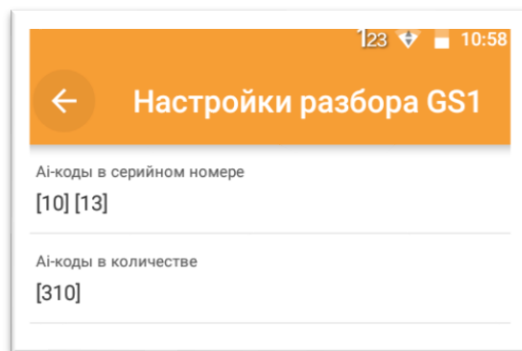 123 10:58
Настройки разбора GS1
Ai-коды в серийном номере
[10] [13]
Ai-коды в количестве
[310]